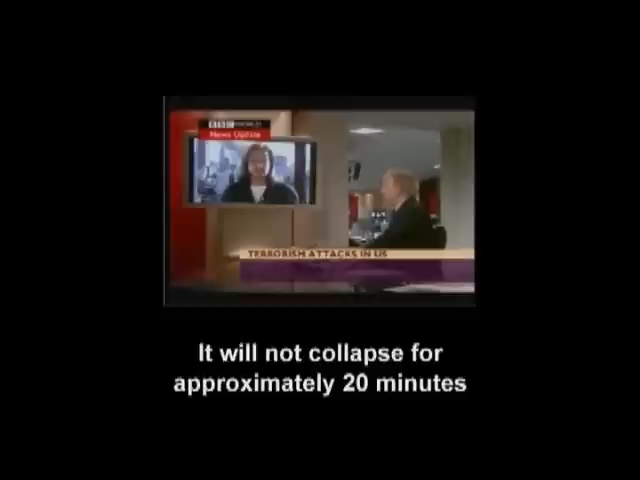 BBC WORLD
News Update
TERRORISM ATTACKS IN US
It will not collapse for
approximately 20 minutes